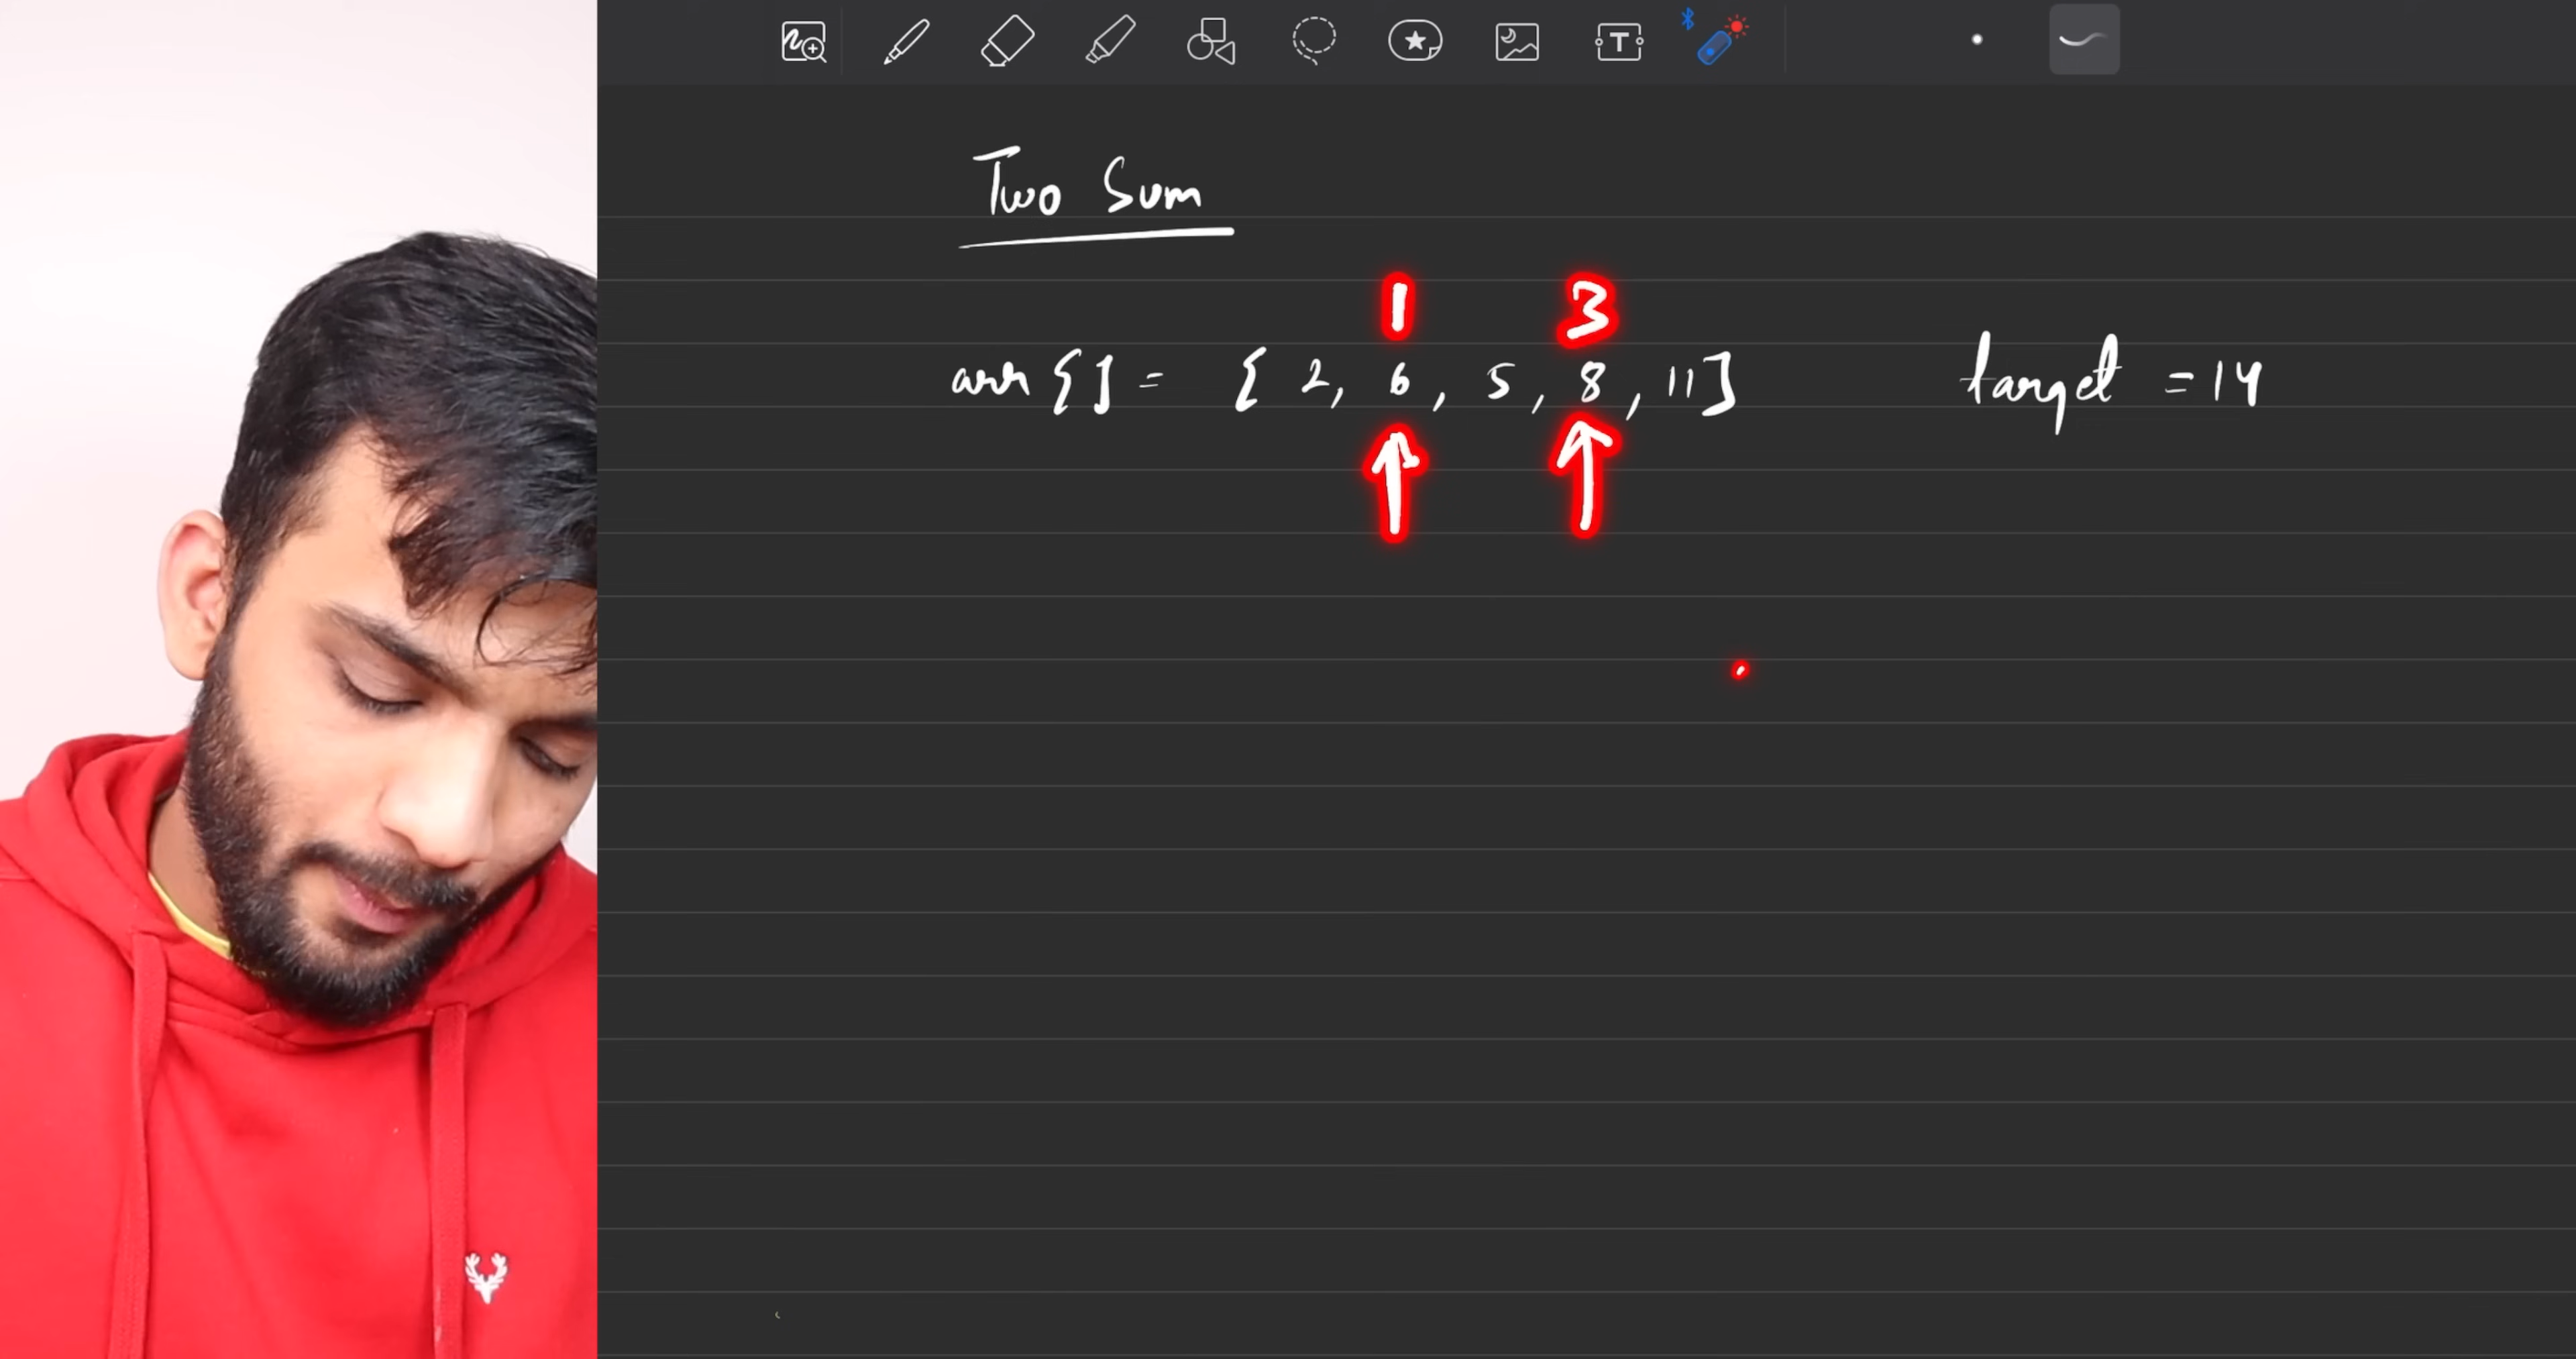 Two Sum
1 3
arr [] = { 2, 6, 5, 8, 11 } target = 14